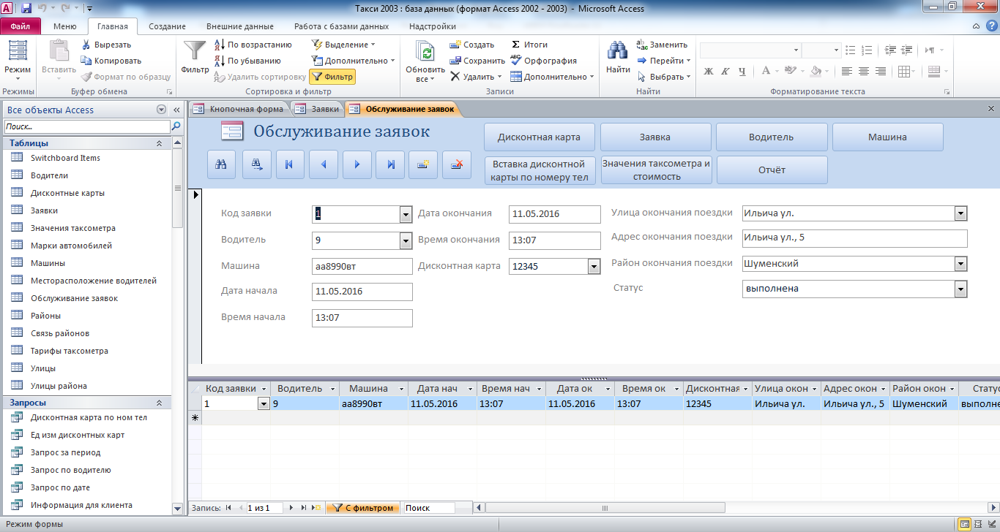 Такси 2003 : база данных (формат Access 2002 - 2003) - Microsoft Access
Файл Меню Главная Создание Внешние данные Работа с базами данных Надстройки
Режим
Режимы
Вставить
Вырезать
Копировать
Формат по образцу
Буфер обмена
Фильтр
По возрастанию
По убыванию
Удалить сортировку
Выделение
Дополнительно
Фильтр
Сортировка и фильтр
Обновить
все
Создать
Сохранить
Удалить
Итоги
Орфография
Дополнительно
Записи
Найти
Заменить
Перейти
Выбрать
Найти
Ж К Ч
Форматирование текста
Все объекты Access
Поиск...
Таблицы
Switchboard Items
Водители
Дисконтные карты
Заявки
Значения таксометра
Марки автомобилей
Машины
Месторасположение водителей
Обслуживание заявок
Районы
Связь районов
Тарифы таксометра
Улицы
Улицы района
Запросы
Дисконтная карта по ном тел
Ед изм дисконтных карт
Запрос за период
Запрос по водителю
Запрос по дате
Информация для клиента
Кнопочная форма Заявки Обслуживание заявок
Обслуживание заявок
Дисконтная карта Заявка Водитель Машина
Вставка дисконтной
карты по номеру тел
Значения таксометра и
стоимость
Отчёт
Код заявки 1 Дата окончания 11.05.2016 Улица окончания поездки Ильича ул.
Водитель 9 Время окончания 13:07 Адрес окончания поездки Ильича ул., 5
Машина аа8990вт Дисконтная карта 12345 Район окончания поездки Шуменский
Дата начала 11.05.2016 Статус выполнена
Время начала 13:07
Код заявки Водитель Машина Дата нач Время нач Дата ок Время ок Дисконтная Улица окон Адрес окон Район окон Статус
1 9 аа8990вт 11.05.2016 13:07 11.05.2016 13:07 12345 Ильича ул. Ильича ул., 5 Шуменский выполне
Запись: 1 из 1 С фильтром Поиск
Режим формы